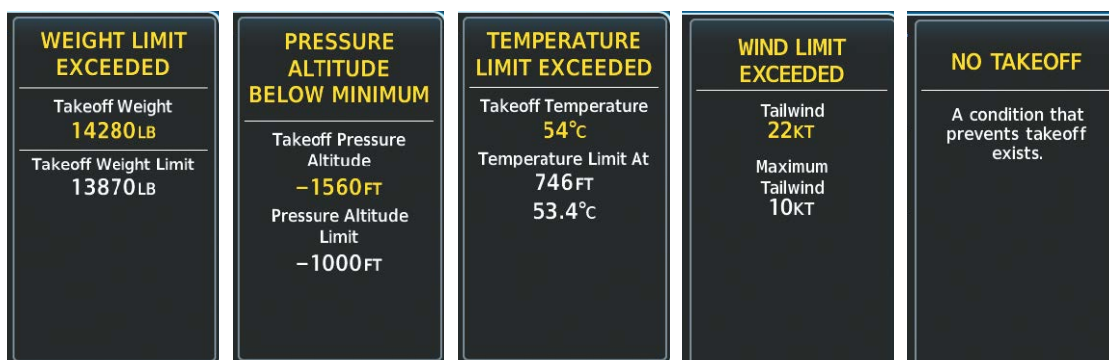 WEIGHT LIMIT
EXCEEDED
Takeoff Weight
14280LB
Takeoff Weight Limit
13870LB
PRESSURE
ALTITUDE
BELOW MINIMUM
Takeoff Pressure
Altitude
−1560FT
Pressure Altitude
Limit
−1000FT
TEMPERATURE
LIMIT EXCEEDED
Takeoff Temperature
54°C
Temperature Limit At
746FT
53.4°C
WIND LIMIT
EXCEEDED
Tailwind
22KT
Maximum
Tailwind
10KT
NO TAKEOFF
A condition that
prevents takeoff
exists.